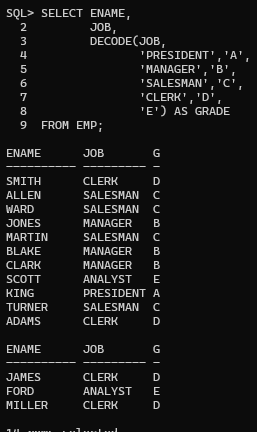 SQL> SELECT ENAME,
  2         JOB,
  3         DECODE(JOB,
  4                'PRESIDENT','A',
  5                'MANAGER','B',
  6                'SALESMAN','C',
  7                'CLERK','D',
  8                'E') AS GRADE
  9  FROM EMP;
ENAME      JOB       G
---------- --------- -
SMITH      CLERK     D
ALLEN      SALESMAN  C
WARD       SALESMAN  C
JONES      MANAGER   B
MARTIN     SALESMAN  C
BLAKE      MANAGER   B
CLARK      MANAGER   B
SCOTT      ANALYST   E
KING       PRESIDENT A
TURNER     SALESMAN  C
ADAMS      CLERK     D
ENAME      JOB       G
---------- --------- -
JAMES      CLERK     D
FORD       ANALYST   E
MILLER     CLERK     D